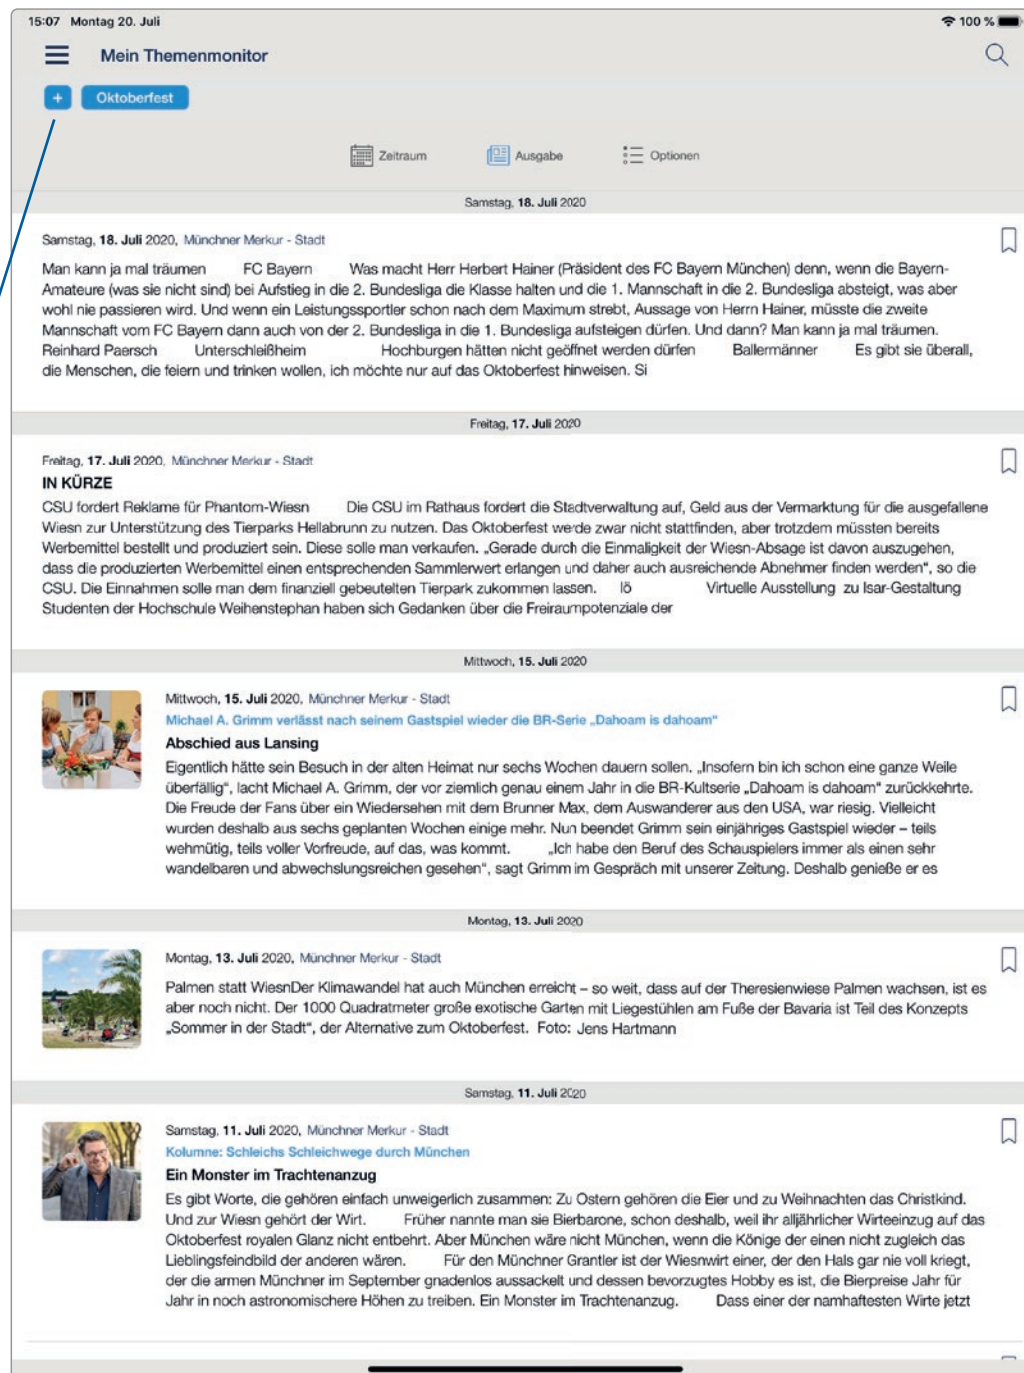 15:07 Montag 20. Juli 100 %
Mein Themenmonitor
+ Oktoberfest
Zeitraum Ausgabe Optionen
Samstag, 18. Juli 2020
Samstag, 18. Juli 2020, Münchner Merkur - Stadt
Man kann ja mal träumen FC Bayern Was macht Herr Herbert Hainer (Präsident des FC Bayern München) denn, wenn die Bayern-
Amateure (was sie nicht sind) bei Aufstieg in die 2. Bundesliga die Klasse halten und die 1. Mannschaft in die 2. Bundesliga absteigt, was aber
wohl nie passieren wird. Und wenn ein Leistungssportler schon nach dem Maximum strebt, Aussage von Herrn Hainer, müsste die zweite
Mannschaft vom FC Bayern dann auch von der 2. Bundesliga in die 1. Bundesliga aufsteigen dürfen. Und dann? Man kann ja mal träumen.
Reinhard Paersch Unterschleißheim Hochburgen hätten nicht geöffnet werden dürfen Ballermänner Es gibt sie überall,
die Menschen, die feiern und trinken wollen, ich möchte nur auf das Oktoberfest hinweisen. Si
Freitag, 17. Juli 2020
Freitag, 17. Juli 2020, Münchner Merkur - Stadt
IN KÜRZE
CSU fordert Reklame für Phantom-Wiesn Die CSU im Rathaus fordert die Stadtverwaltung auf, Geld aus der Vermarktung für die ausgefallene
Wiesn zur Unterstützung des Tierparks Hellabrunn zu nutzen. Das Oktoberfest werde zwar nicht stattfinden, aber trotzdem müssten bereits
Werbemittel bestellt und produziert sein. Diese solle man verkaufen. „Gerade durch die Einmaligkeit der Wiesn-Absage ist davon auszugehen,
dass die produzierten Werbemittel einen entsprechenden Sammlerwert erlangen und daher auch ausreichende Abnehmer finden werden“, so die
CSU. Die Einnahmen solle man dem finanziell gebeutelten Tierpark zukommen lassen. lö Virtuelle Ausstellung zu Isar-Gestaltung
Studenten der Hochschule Weihenstephan haben sich Gedanken über die Freiraumpotenziale der
Mittwoch, 15. Juli 2020
Mittwoch, 15. Juli 2020, Münchner Merkur - Stadt
Michael A. Grimm verlässt nach seinem Gastspiel wieder die BR-Serie „Dahoam is dahoam“
Abschied aus Lansing
Eigentlich hätte sein Besuch in der alten Heimat nur sechs Wochen dauern sollen. „Insofern bin ich schon eine ganze Weile
überfällig“, lacht Michael A. Grimm, der vor ziemlich genau einem Jahr in die BR-Kultserie „Dahoam is dahoam“ zurückkehrte.
Die Freude der Fans über ein Wiedersehen mit dem Brunner Max, dem Auswanderer aus den USA, war riesig. Vielleicht
wurden deshalb aus sechs geplanten Wochen einige mehr. Nun beendet Grimm sein einjähriges Gastspiel wieder – teils
wehmütig, teils voller Vorfreude, auf das, was kommt. „Ich habe den Beruf des Schauspielers immer als einen sehr
wandelbaren und abwechslungsreichen gesehen“, sagt Grimm im Gespräch mit unserer Zeitung. Deshalb genieße er es
Montag, 13. Juli 2020
Montag, 13. Juli 2020, Münchner Merkur - Stadt
Palmen statt WiesnDer Klimawandel hat auch München erreicht – so weit, dass auf der Theresienwiese Palmen wachsen, ist es
aber noch nicht. Der 1000 Quadratmeter große exotische Garten mit Liegestühlen am Fuße der Bavaria ist Teil des Konzepts
„Sommer in der Stadt“, der Alternative zum Oktoberfest. Foto: Jens Hartmann
Samstag, 11. Juli 2020
Samstag, 11. Juli 2020, Münchner Merkur - Stadt
Kolumne: Schleichs Schleichwege durch München
Ein Monster im Trachtenanzug
Es gibt Worte, die gehören einfach unweigerlich zusammen: Zu Ostern gehören die Eier und zu Weihnachten das Christkind.
Und zur Wiesn gehört der Wirt. Früher nannte man sie Bierbarone, schon deshalb, weil ihr alljährlicher Wirteeinzug auf das
Oktoberfest royalen Glanz nicht entbehrt. Aber München wäre nicht München, wenn die Könige der einen nicht zugleich das
Lieblingsfeindbild der anderen wären. Für den Münchner Grantler ist der Wiesnwirt einer, der den Hals gar nie voll kriegt,
der die armen Münchner im September gnadenlos aussackelt und dessen bevorzugtes Hobby es ist, die Bierpreise Jahr für
Jahr in noch astronomischere Höhen zu treiben. Ein Monster im Trachtenanzug. Dass einer der namhaftesten Wirte jetzt